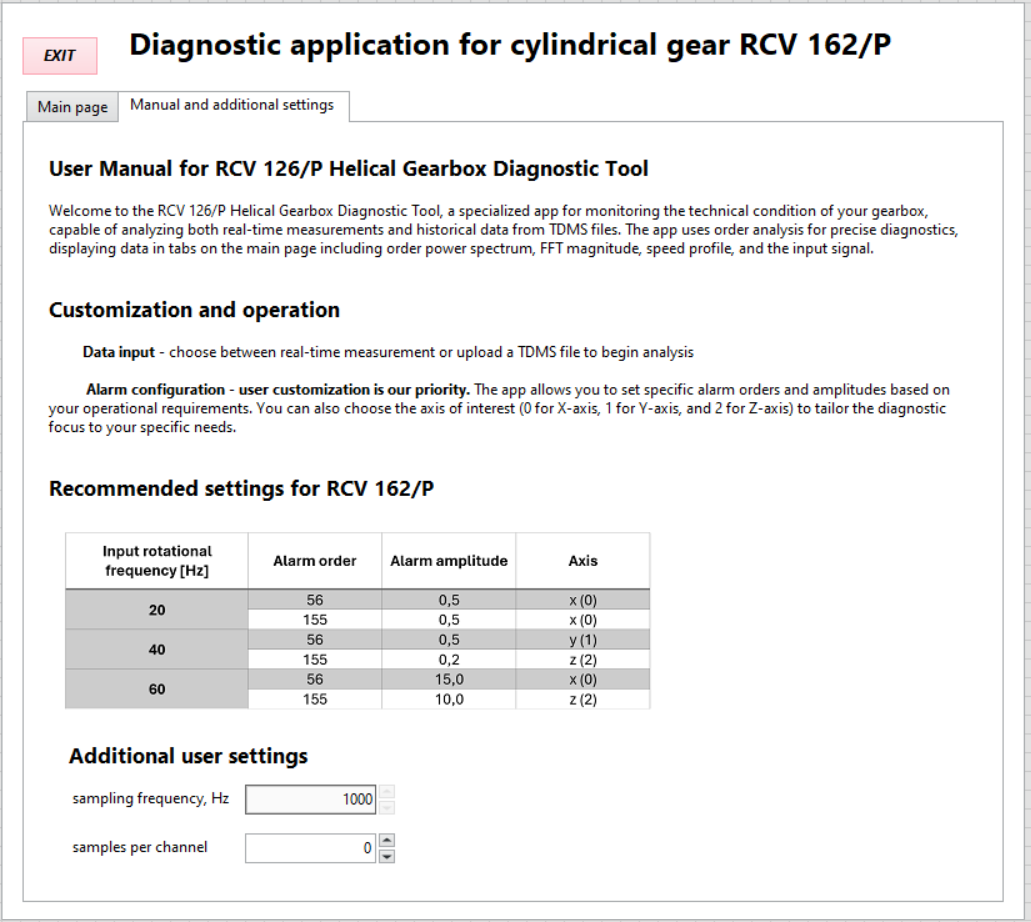 EXIT
Diagnostic application for cylindrical gear RCV 162/P
Main page
Manual and additional settings
User Manual for RCV 126/P Helical Gearbox Diagnostic Tool
Welcome to the RCV 126/P Helical Gearbox Diagnostic Tool, a specialized app for monitoring the technical condition of your gearbox,
capable of analyzing both real-time measurements and historical data from TDMS files. The app uses order analysis for precise diagnostics,
displaying data in tabs on the main page including order power spectrum, FFT magnitude, speed profile, and the input signal.
Customization and operation
Data input - choose between real-time measurement or upload a TDMS file to begin analysis
Alarm configuration - user customization is our priority. The app allows you to set specific alarm orders and amplitudes based on
your operational requirements. You can also choose the axis of interest (0 for X-axis, 1 for Y-axis, and 2 for Z-axis) to tailor the diagnostic
focus to your specific needs.
Recommended settings for RCV 162/P
Input rotational
frequency [Hz]
Alarm order
Alarm amplitude
Axis
20
56
0,5
x (0)
155
0,5
x (0)
40
56
0,5
y (1)
155
0,2
z (2)
60
56
15,0
x (0)
155
10,0
z (2)
Additional user settings
sampling frequency, Hz
1000
samples per channel
0